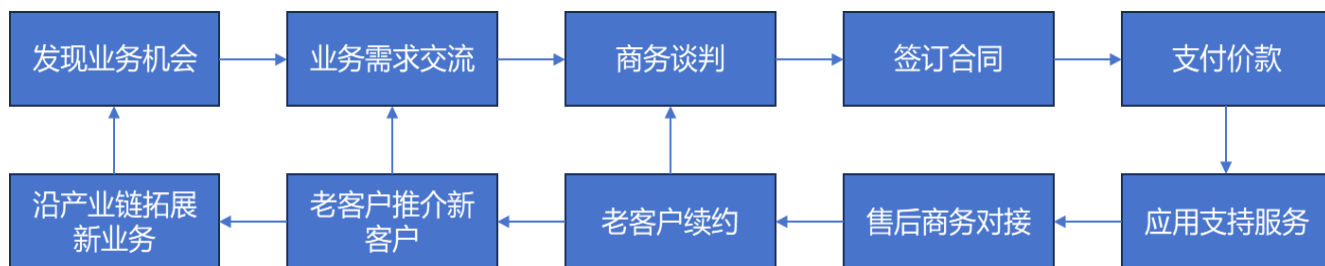 发现业务机会
业务需求交流
商务谈判
签订合同
支付价款
沿产业链拓展
新业务
老客户推介新
客户
老客户续约
售后商务对接
应用支持服务